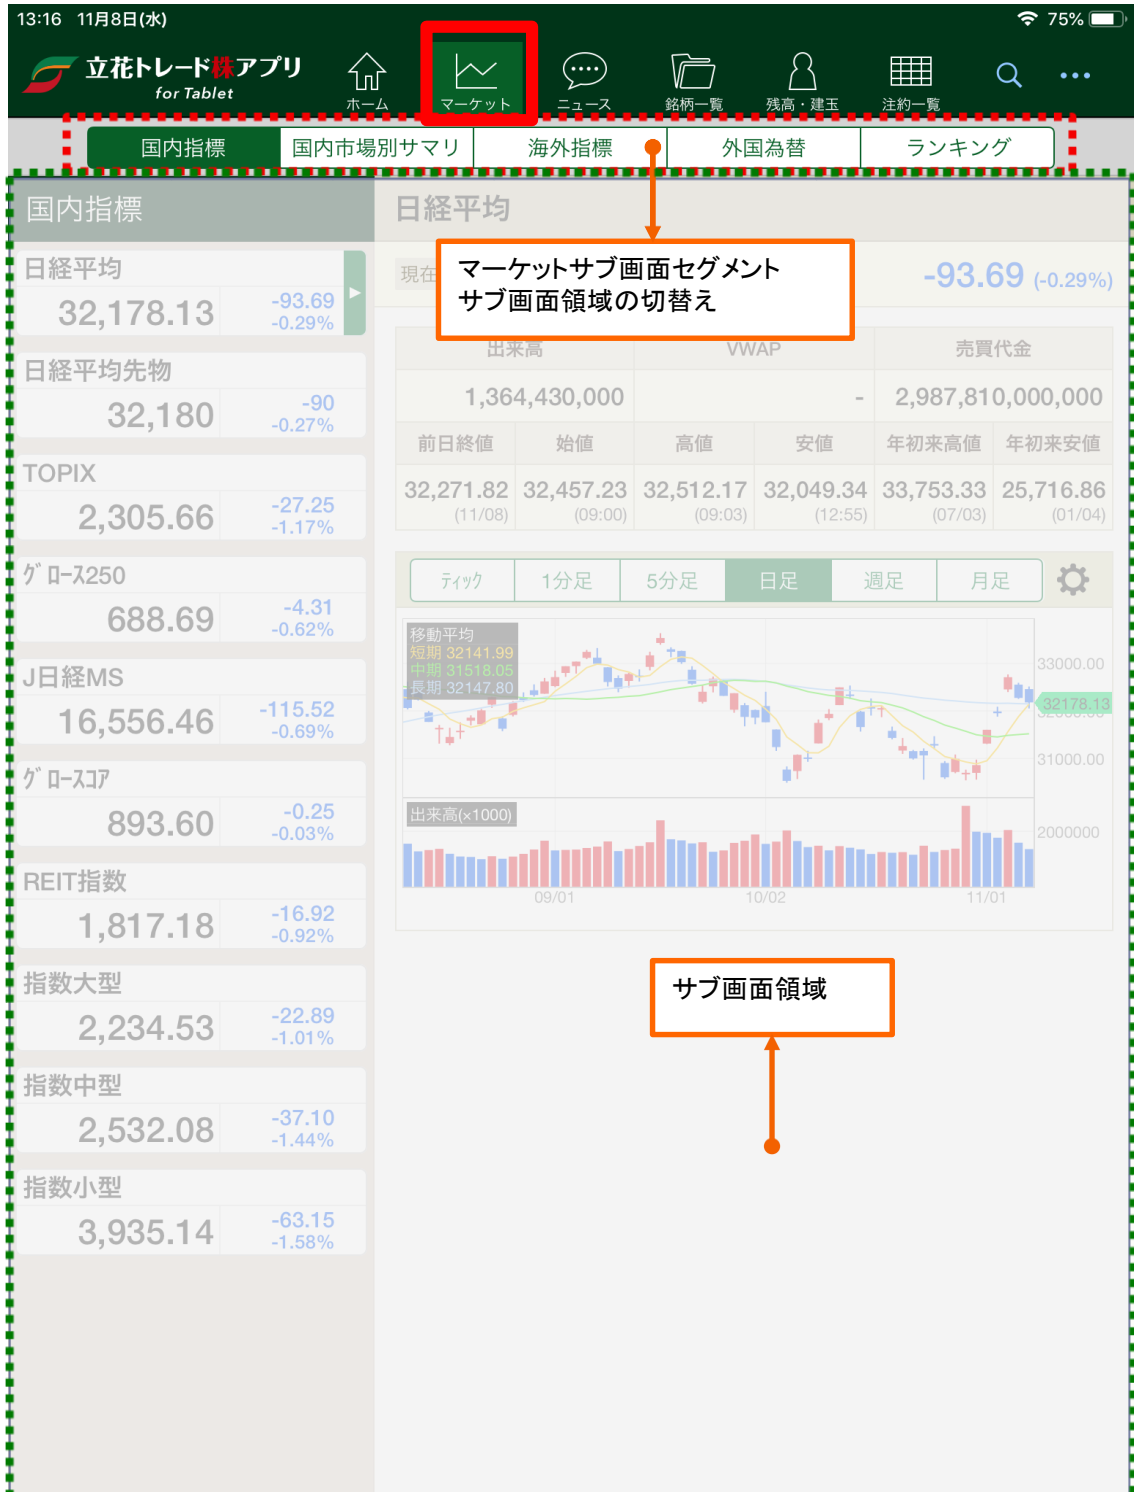 13:16 11月8日(水)
75%
立花トレード株アプリ
for Tablet
ホーム
マーケット
ニュース
銘柄一覧
残高・建玉
注約一覧
国内指標
国内市場別サマリ
海外指標
外国為替
ランキング
国内指標
日経平均
32,178.13
-93.69
-0.29%
日経平均先物
32,180
-90
-0.27%
TOPIX
2,305.66
-27.25
-1.17%
グロース250
688.69
-4.31
-0.62%
J日経MS
16,556.46
-115.52
-0.69%
グロースコア
893.60
-0.25
-0.03%
REIT指数
1,817.18
-16.92
-0.92%
指数大型
2,234.53
-22.89
-1.01%
指数中型
2,532.08
-37.10
-1.44%
指数小型
3,935.14
-63.15
-1.58%
日経平均
現在
-93.69 (-0.29%)
マーケットサブ画面セグメント
サブ画面領域の切替え
出来高 VWAP 売買代金
1,364,430,000 - 2,987,810,000,000
前日終値 始値 高値 安値 年初来高値 年初来安値
32,271.82 32,457.23 32,512.17 32,049.34 33,753.33 25,716.86
(11/08) (09:00) (09:03) (12:55) (07/03) (01/04)
ティック 1分足 5分足 日足 週足 月足
移動平均
短期 32141.99
中期 31518.05
長期 32147.80
33000.00
32178.13
31000.00
出来高(×1000)
2000000
09/01 10/02 11/01
サブ画面領域